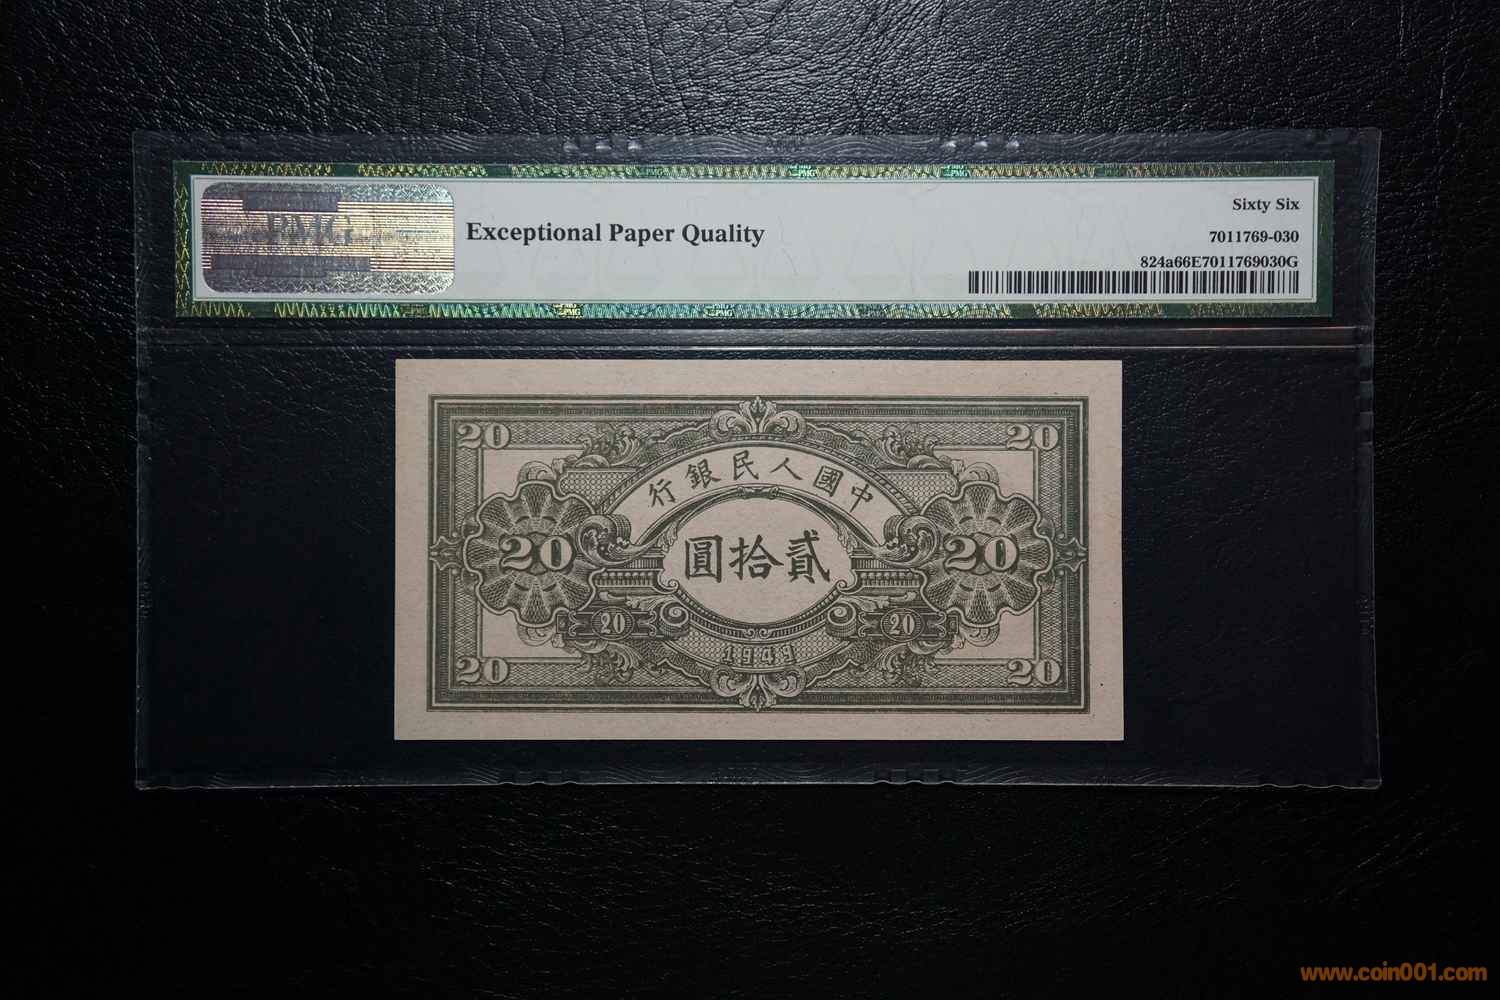 PMG
Exceptional Paper Quality
Sixty Six
7011769-030
824a66E7011769030G
20 20
行銀民人國中
20 圓拾貳 20
20 20
1949
20 20
www.coin001.com